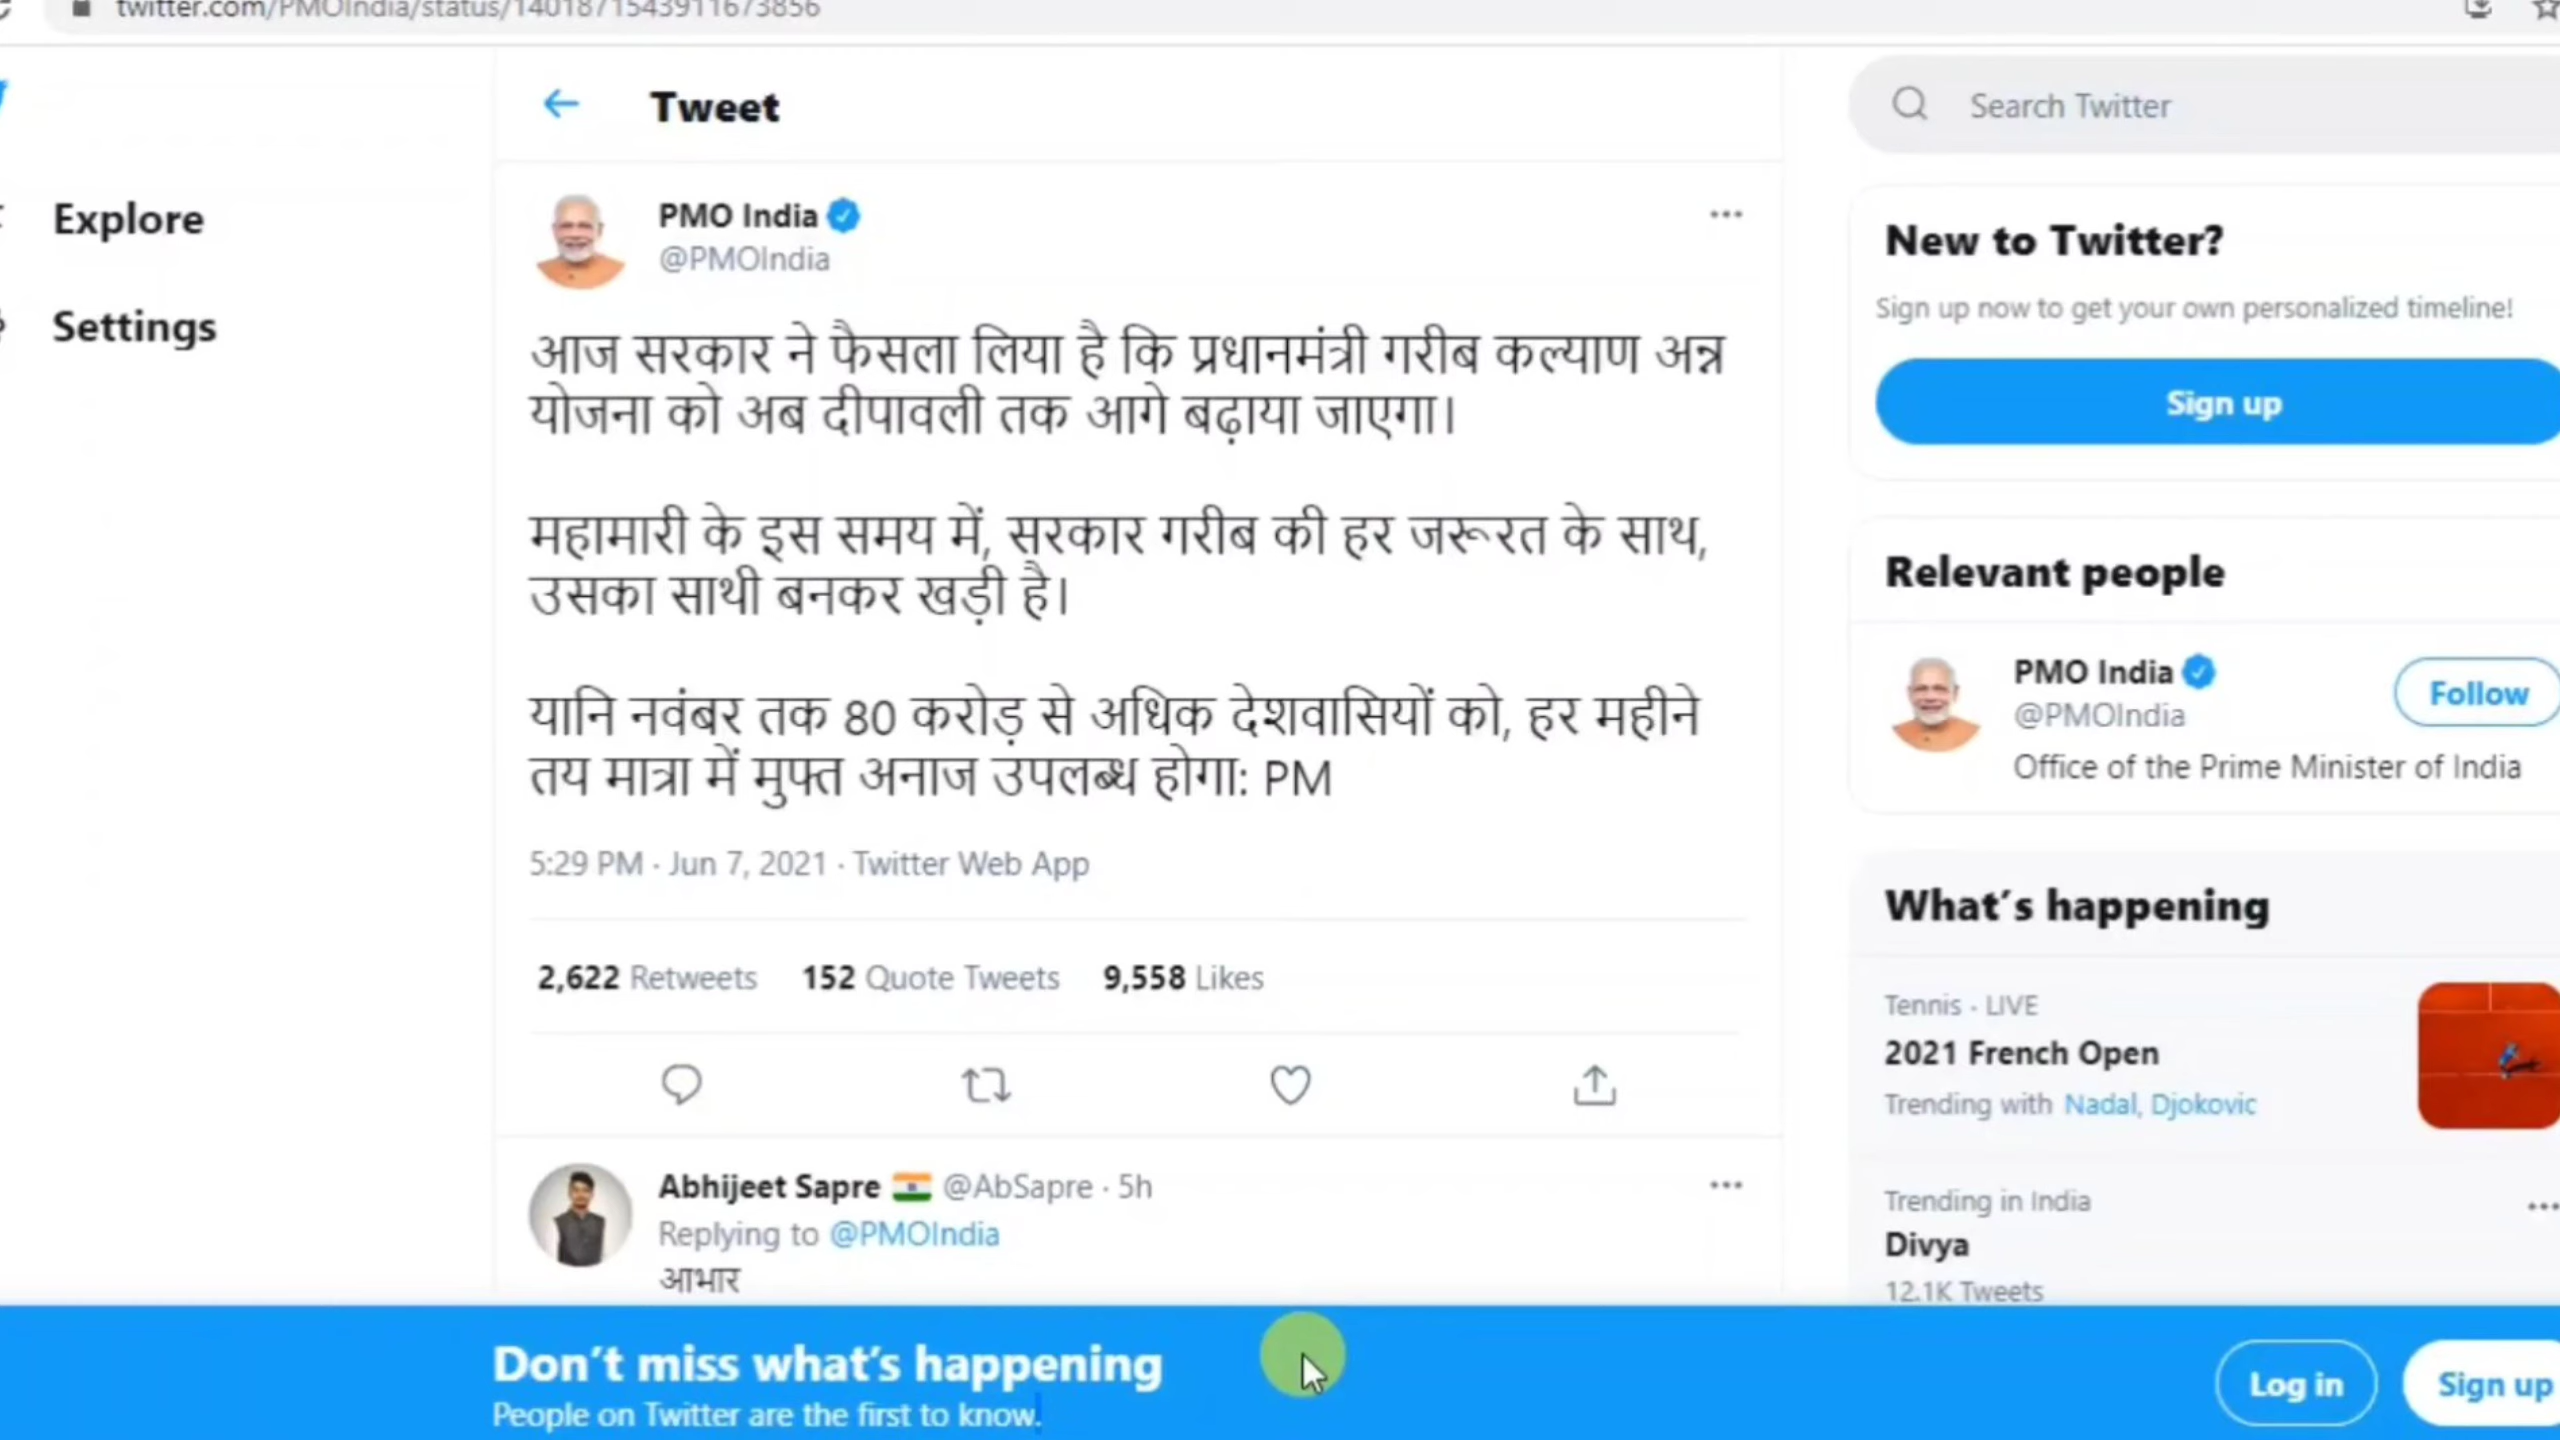 twitter.com/PMOIndia/status/1401871543911673856
Tweet
Search Twitter
Explore
Settings
PMO India
@PMOIndia
आज सरकार ने फैसला लिया है कि प्रधानमंत्री गरीब कल्याण अन्न
योजना को अब दीपावली तक आगे बढ़ाया जाएगा।
महामारी के इस समय में, सरकार गरीब की हर जरूरत के साथ,
उसका साथी बनकर खड़ी है।
यानि नवंबर तक 80 करोड़ से अधिक देशवासियों को, हर महीने
तय मात्रा में मुफ्त अनाज उपलब्ध होगा: PM
5:29 PM · Jun 7, 2021 · Twitter Web App
2,622 Retweets 152 Quote Tweets 9,558 Likes
Abhijeet Sapre @AbSapre · 5h
Replying to @PMOIndia
आभार
New to Twitter?
Sign up now to get your own personalized timeline!
Sign up
Relevant people
PMO India
@PMOIndia
Follow
Office of the Prime Minister of India
What's happening
Tennis · LIVE
2021 French Open
Trending with Nadal, Djokovic
Trending in India
Divya
12.1K Tweets
Don't miss what's happening
People on Twitter are the first to know.
Log in
Sign up